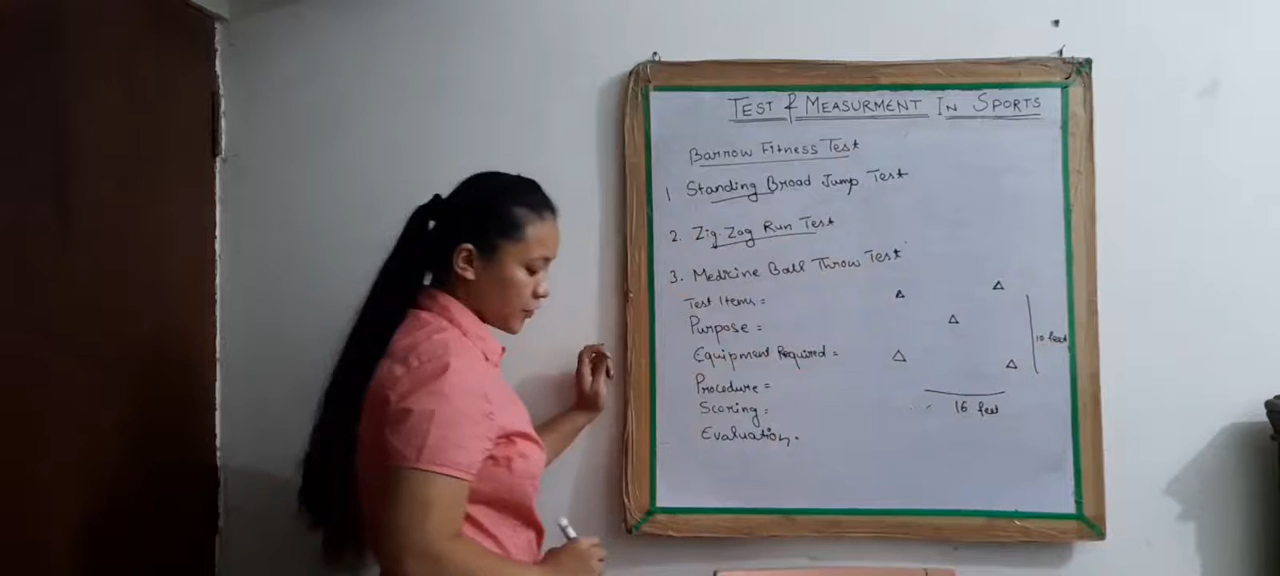 TEST & MEASURMENT IN SPORTS
Barrow Fitness Test
1 Standing Broad Jump Test
2. Zig-Zag Run Test
3. Medicine Ball Throw Test
Test Items =
Purpose =
Equipment Required =
10 feet
Procedure =
Scoring =
16 feet
Evaluation.